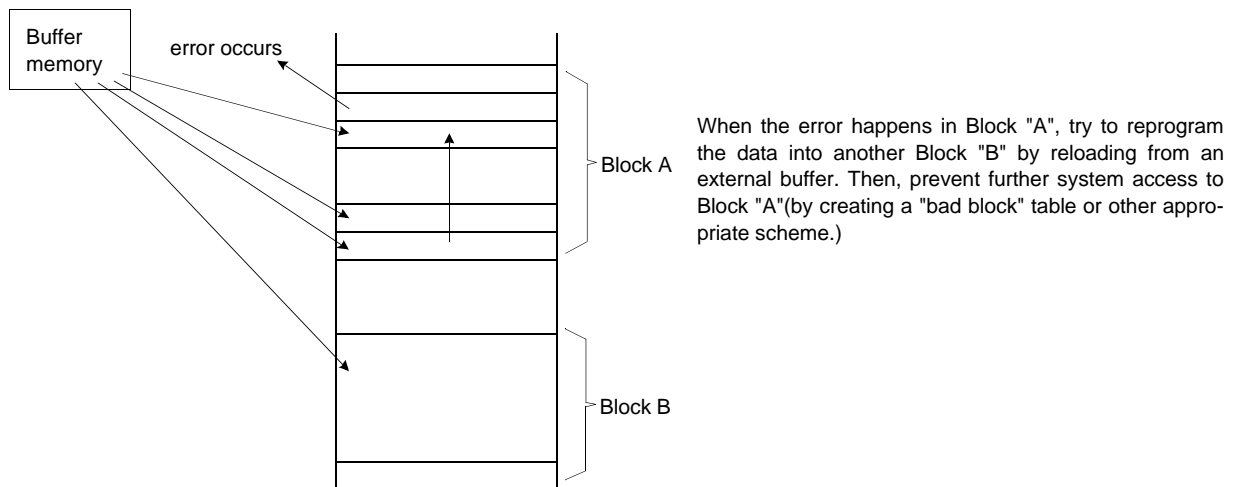 Buffer
memory
error occurs
Block A
When the error happens in Block "A", try to reprogram
the data into another Block "B" by reloading from an
external buffer. Then, prevent further system access to
Block "A"(by creating a "bad block" table or other appro-
priate scheme.)
Block B